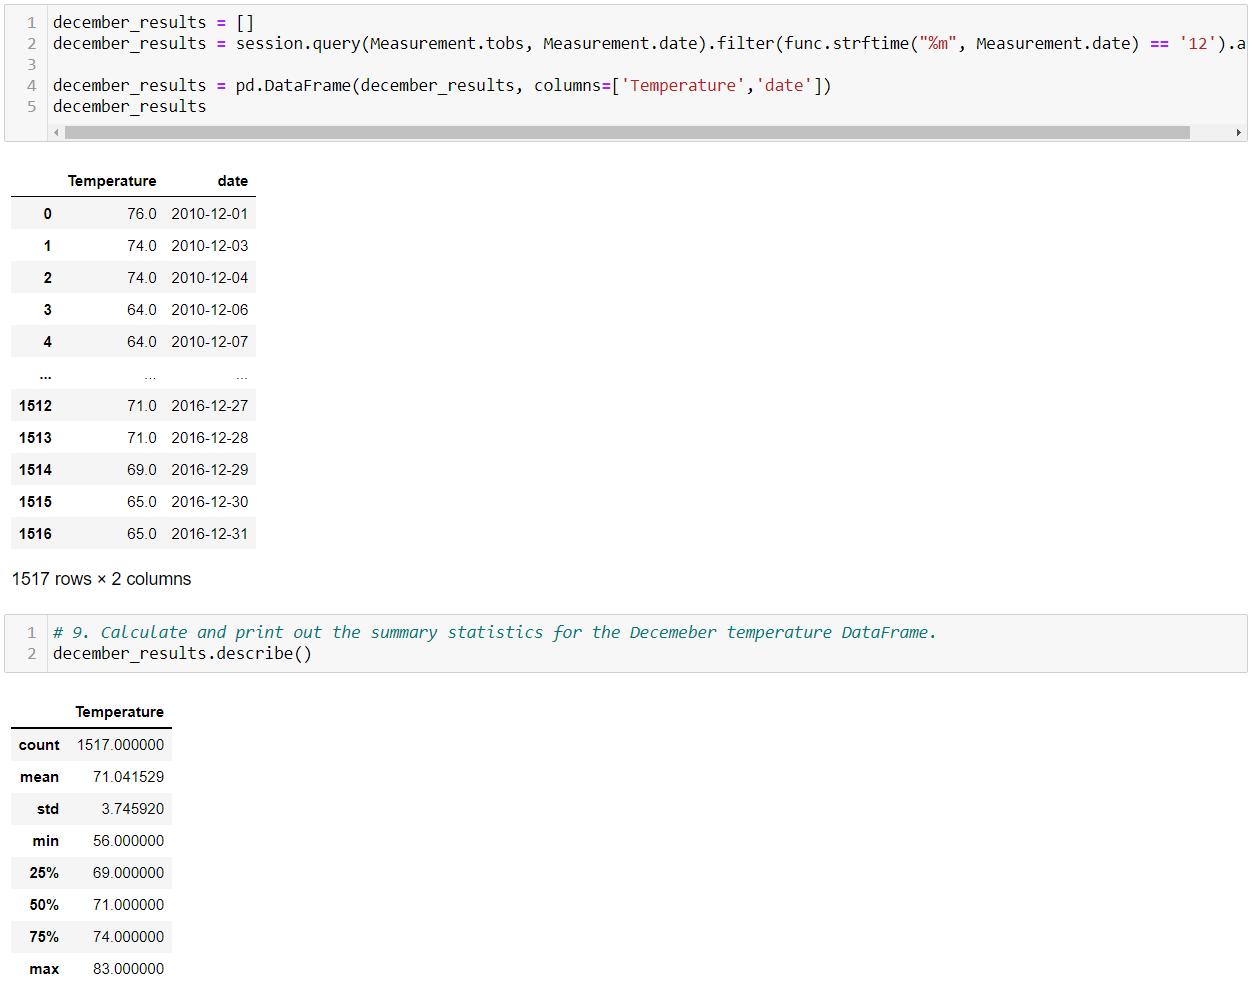 1 december_results = []
2 december_results = session.query(Measurement.tobs, Measurement.date).filter(func.strftime("%m", Measurement.date) == '12').a
3
4 december_results = pd.DataFrame(december_results, columns=['Temperature','date'])
5 december_results
Temperature date
0 76.0 2010-12-01
1 74.0 2010-12-03
2 74.0 2010-12-04
3 64.0 2010-12-06
4 64.0 2010-12-07
... ... ...
1512 71.0 2016-12-27
1513 71.0 2016-12-28
1514 69.0 2016-12-29
1515 65.0 2016-12-30
1516 65.0 2016-12-31
1517 rows × 2 columns
1 # 9. Calculate and print out the summary statistics for the Decemeber temperature DataFrame.
2 december_results.describe()
Temperature
count 1517.000000
mean 71.041529
std 3.745920
min 56.000000
25% 69.000000
50% 71.000000
75% 74.000000
max 83.000000